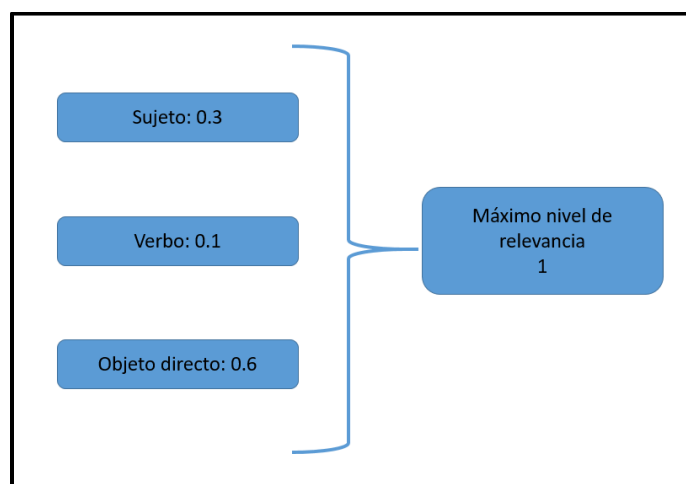 Sujeto: 0.3
Verbo: 0.1
Objeto directo: 0.6
Máximo nivel de
relevancia
1